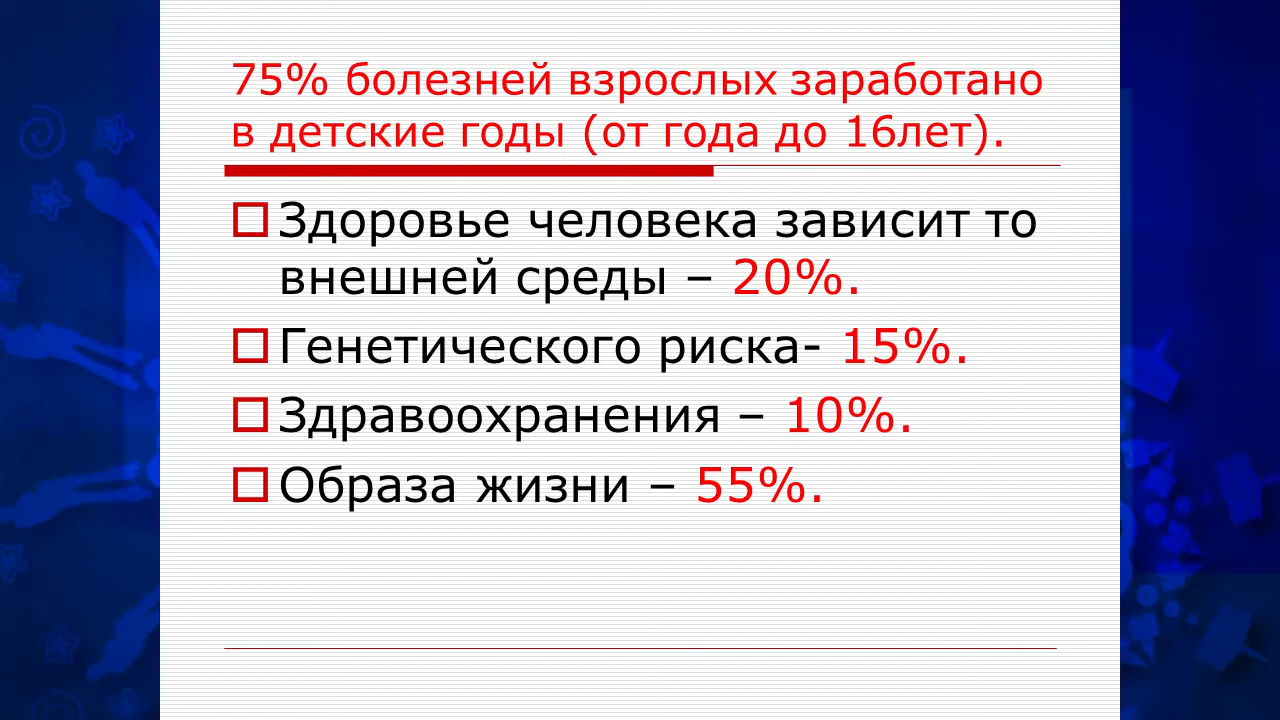 75% болезней взрослых заработано
в детские годы (от года до 16лет).
Здоровье человека зависит то
внешней среды – 20%.
Генетического риска- 15%.
Здравоохранения – 10%.
Образа жизни – 55%.